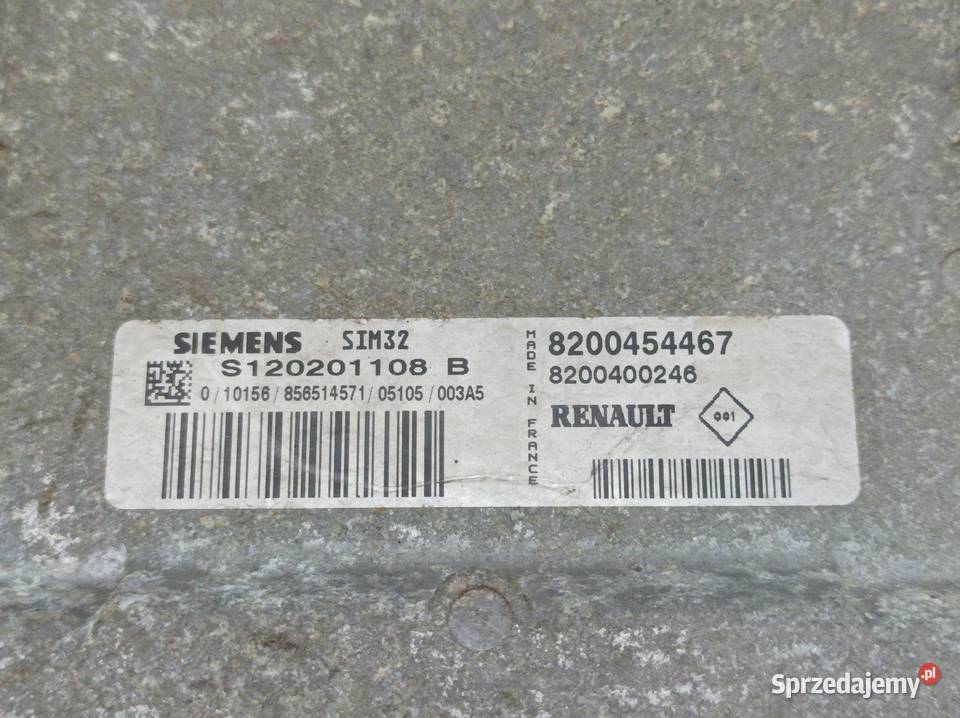 SIEMENS SIM32
S120201108 B
0/10156/856514571/05105/003A5
MADE IN FRANCE
8200454467
8200400246
RENAULT 001
Sprzedajemy.pl